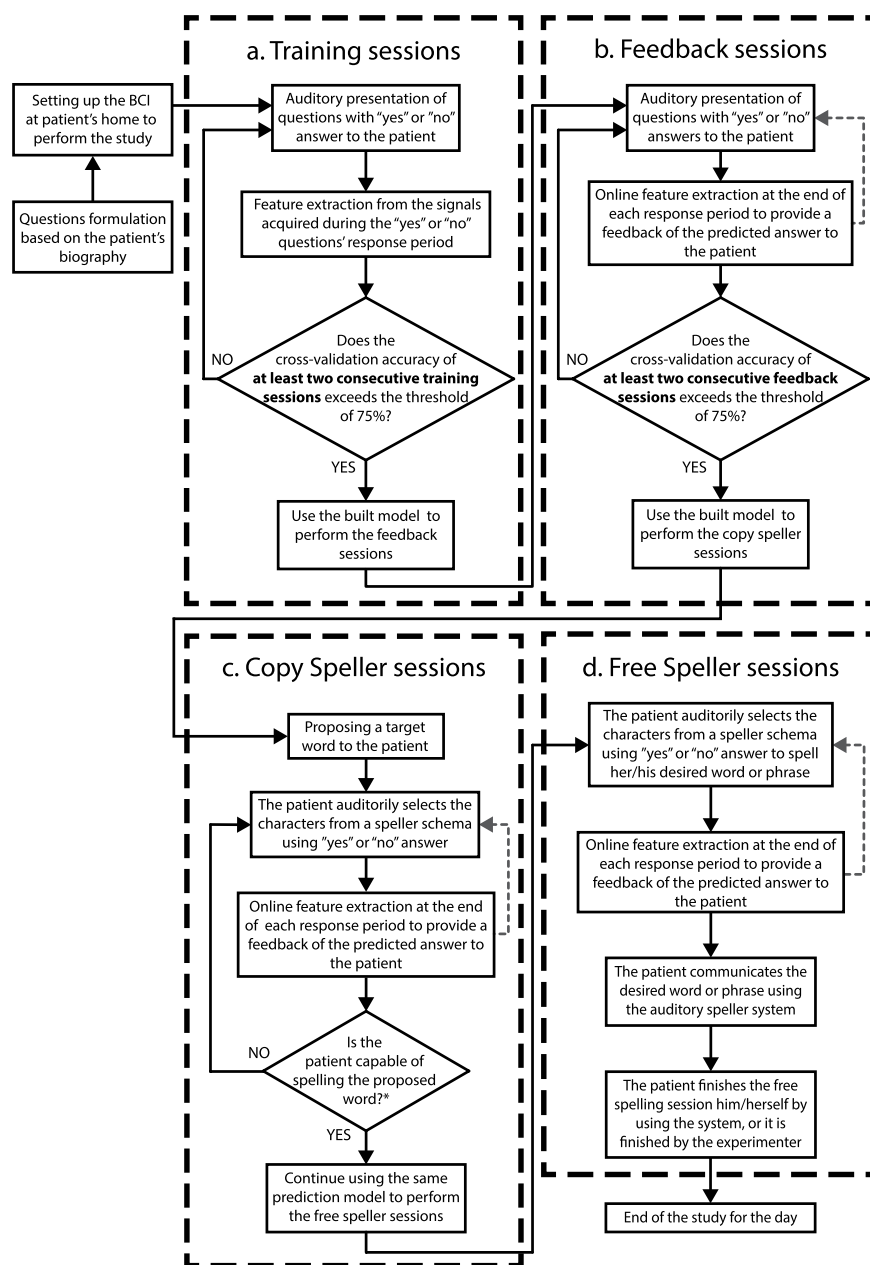 a. Training sessions
Setting up the BCI
at patient's home to
perform the study
Questions formulation
based on the patient's
biography
Auditory presentation of
questions with “yes” or ”no”
answer to the patient
Feature extraction from the signals
acquired during the “yes” or “no”
questions' response period
Does the
cross-validation accuracy of
at least two consecutive training
sessions exceeds the threshold
of 75%?
NO
YES
Use the built model to
perform the feedback
sessions
b. Feedback sessions
Auditory presentation of
questions with ”yes” or ”no”
answers to the patient
Online feature extraction at the end of
each response period to provide a
feedback of the predicted answer to
the patient
Does the
cross-validation accuracy of
at least two consecutive feedback
sessions exceeds the threshold
of 75%?
NO
YES
Use the built model to
perform the copy speller
sessions
c. Copy Speller sessions
Proposing a target
word to the patient
The patient auditorily selects the
characters from a speller schema
using ”yes” or “no” answer
Online feature extraction at the end
of each response period to provide a
feedback of the predicted answer to
the patient
Is the
patient capable of
spelling the proposed
word?*
NO
YES
Continue using the same
prediction model to perform
the free speller sessions
d. Free Speller sessions
The patient auditorily selects the
characters from a speller schema
using ”yes” or “no” answer to spell
her/his desired word or phrase
Online feature extraction at the end of
each response period to provide a
feedback of the predicted answer to
the patient
The patient communicates the
desired word or phrase using
the auditory speller system
The patient finishes the free
spelling session him/herself by
using the system, or it is
finished by the experimenter
End of the study for the day